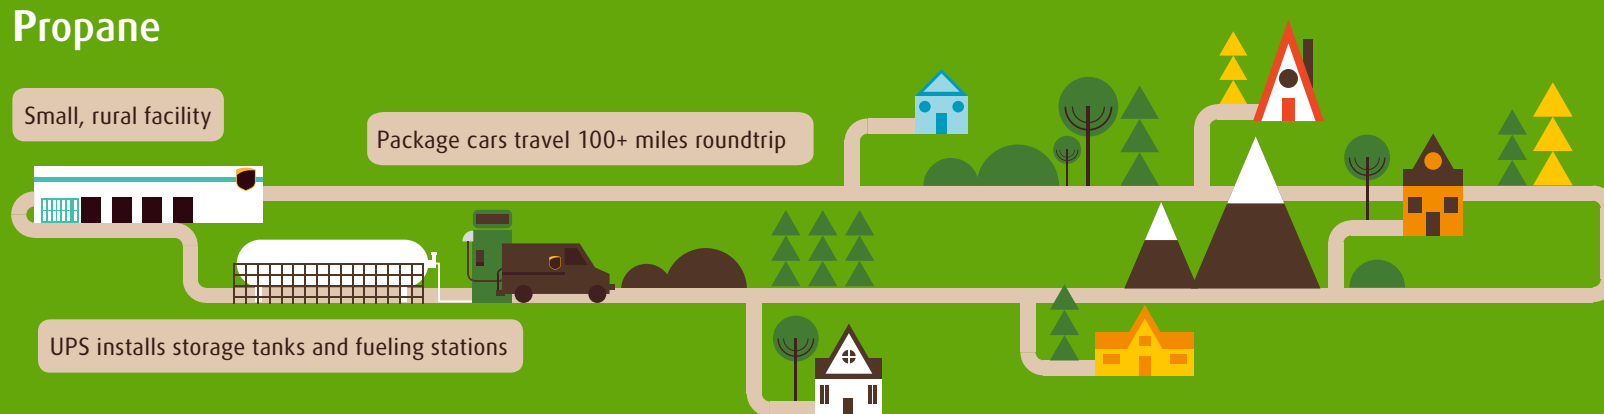 Propane
Small, rural facility
Package cars travel 100+ miles roundtrip
UPS installs storage tanks and fueling stations